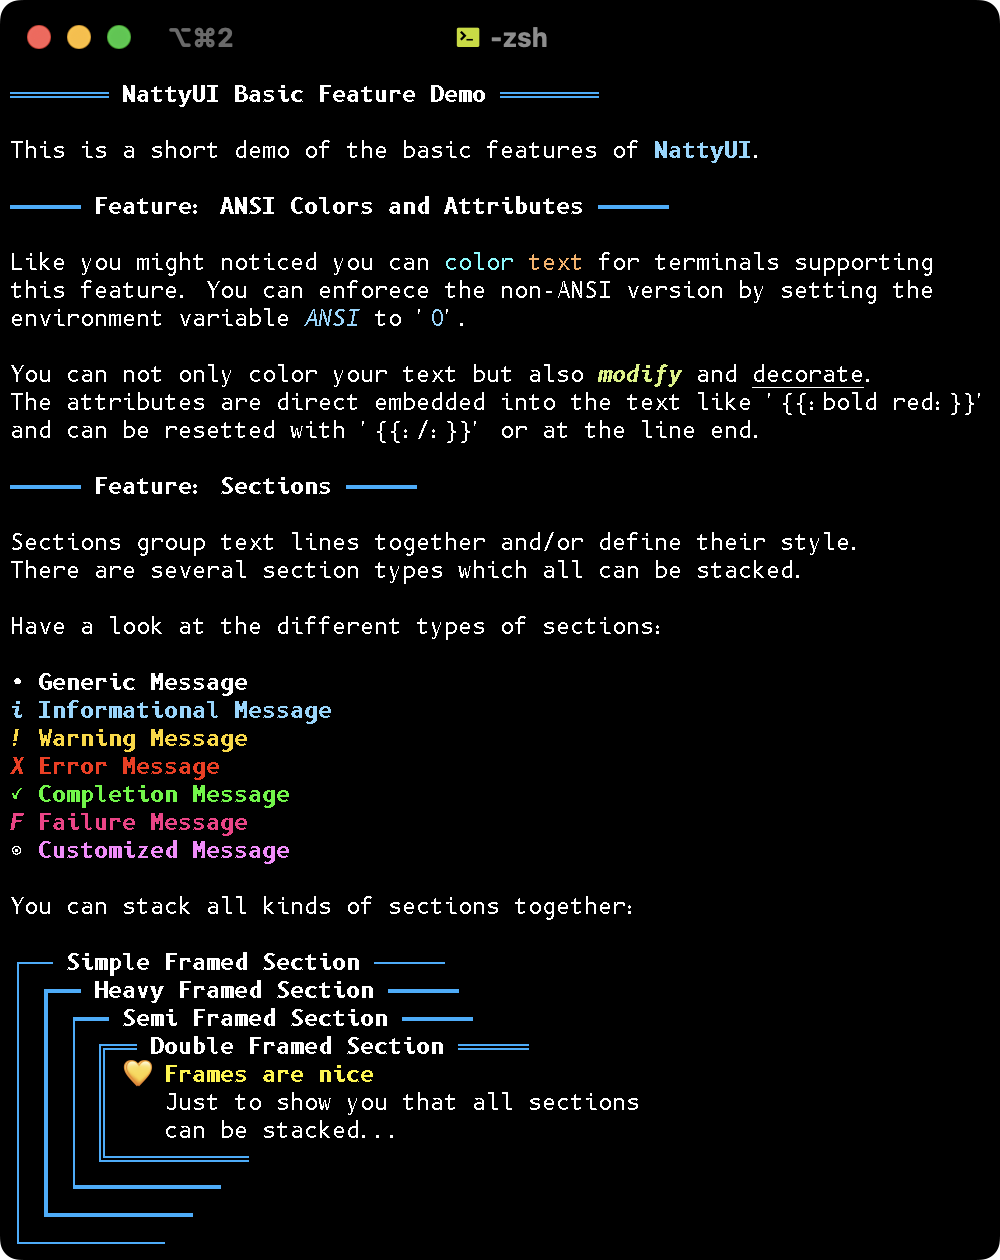 ⌥⌘2 -zsh
NattyUI Basic Feature Demo
This is a short demo of the basic features of NattyUI.
Feature: ANSI Colors and Attributes
Like you might noticed you can color text for terminals supporting
this feature. You can enforece the non-ANSI version by setting the
environment variable ANSI to '0'.
You can not only color your text but also modify and decorate.
The attributes are direct embedded into the text like '{{:bold red:}}'
and can be resetted with '{{:/:}}' or at the line end.
Feature: Sections
Sections group text lines together and/or define their style.
There are several section types which all can be stacked.
Have a look at the different types of sections:
• Generic Message
i Informational Message
! Warning Message
X Error Message
✓ Completion Message
F Failure Message
◉ Customized Message
You can stack all kinds of sections together:
Simple Framed Section
Heavy Framed Section
Semi Framed Section
Double Framed Section
💛 Frames are nice
Just to show you that all sections
can be stacked...